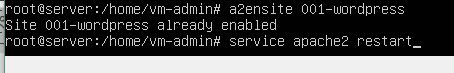 root@server:/home/vm-admin# a2ensite 001-wordpress
Site 001-wordpress already enabled
root@server:/home/vm-admin# service apache2 restart_